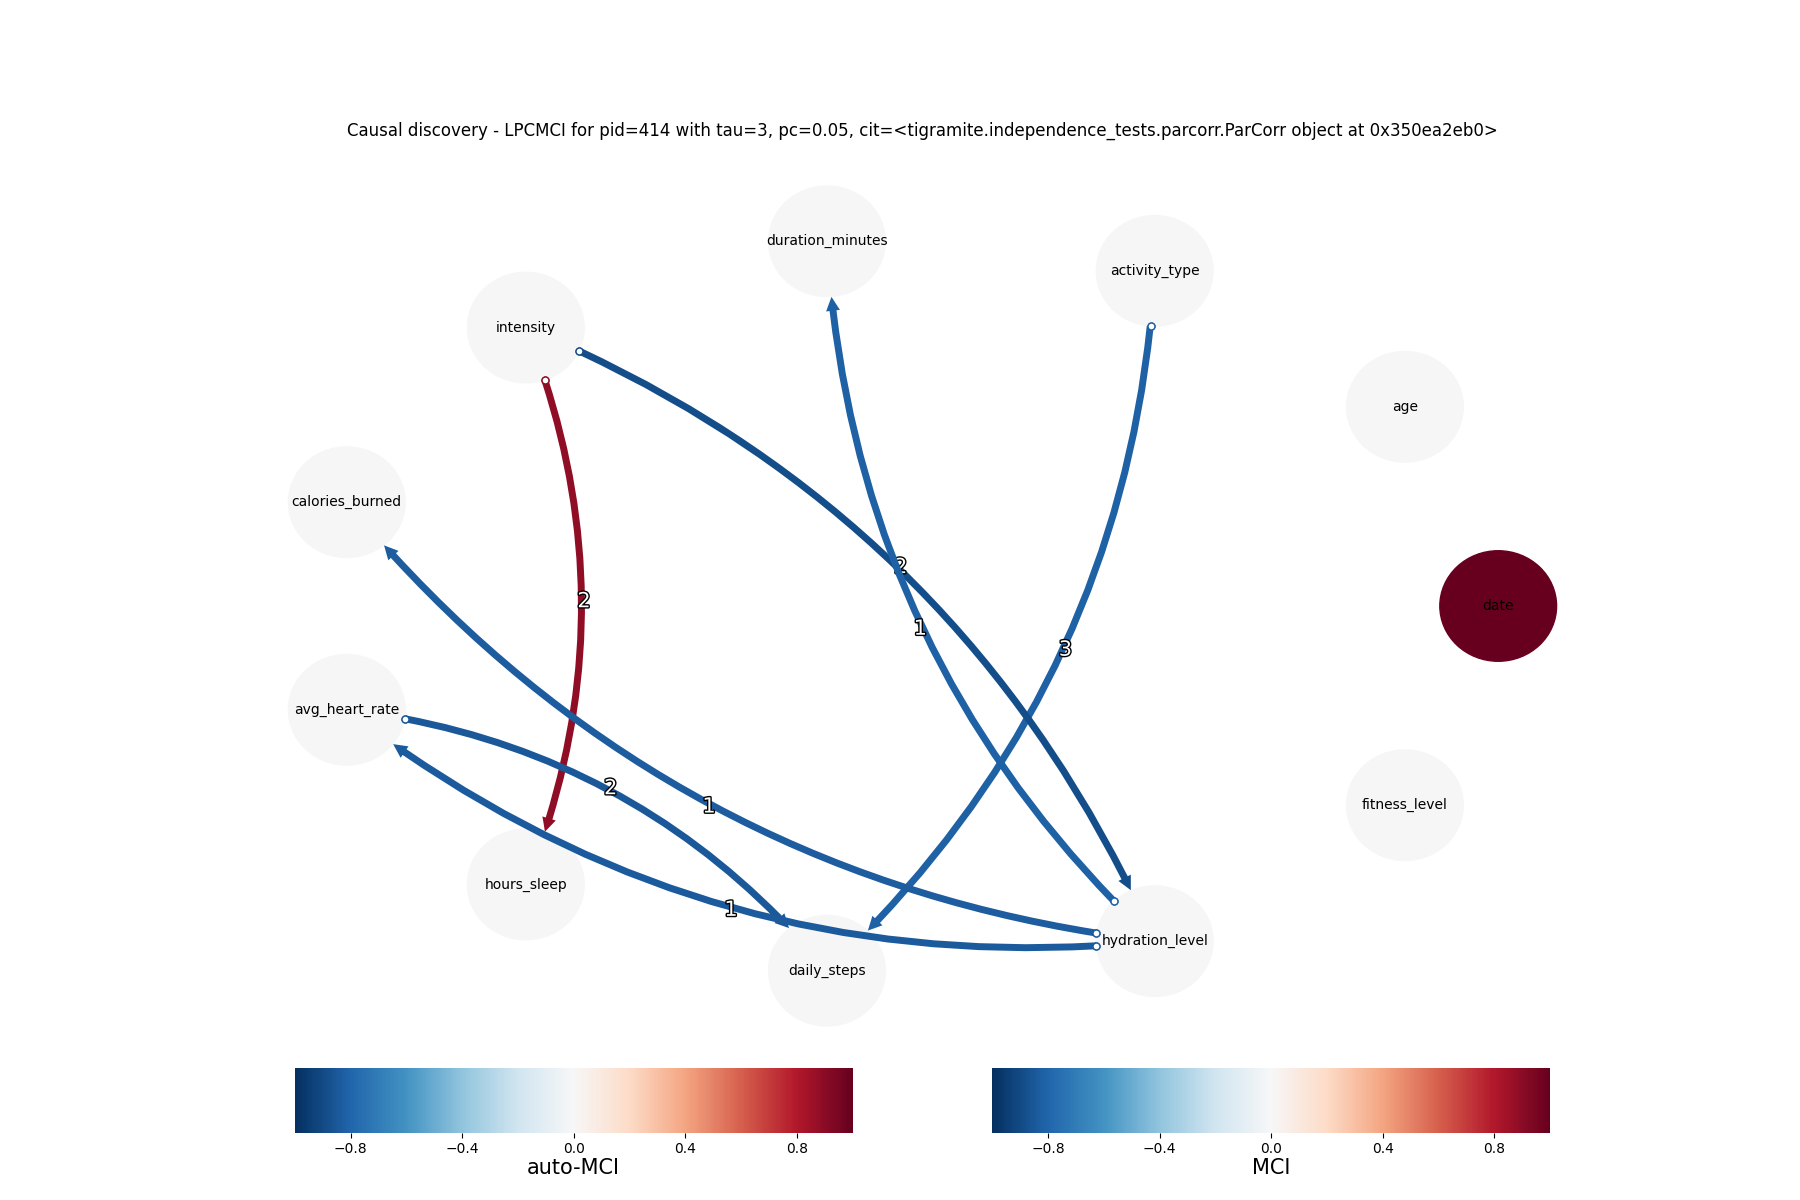 Causal discovery - LPCMCI for pid=414 with tau=3, pc=0.05, cit=<tigramite.independence_tests.parcorr.ParCorr object at 0x350ea2eb0>
duration_minutes
activity_type
intensity
age
calories_burned
2
2
date
1
3
avg_heart_rate
2
1
fitness_level
hours_sleep
1
hydration_level
daily_steps
−0.8 −0.4 0.0 0.4 0.8
auto-MCI
−0.8 −0.4 0.0 0.4 0.8
MCI